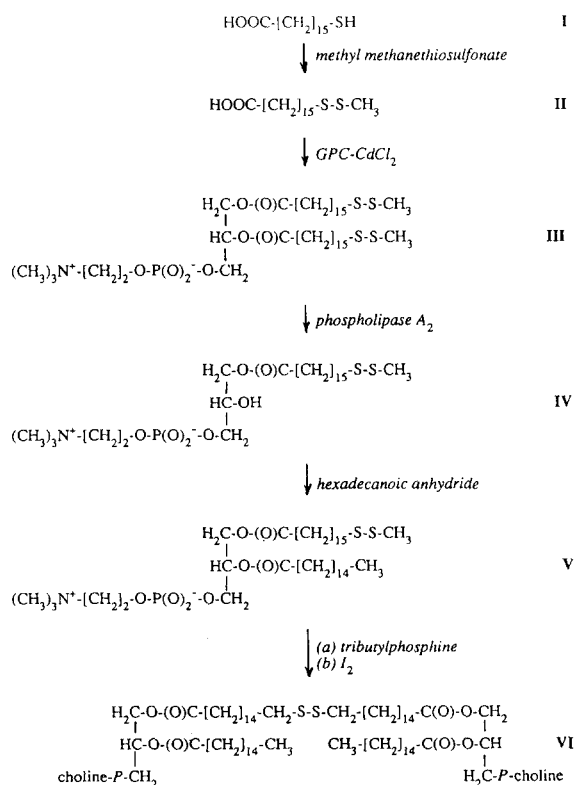 HOOC-[CH₂]₁₅-SH I
methyl methanethiosulfonate
HOOC-[CH₂]₁₅-S-S-CH₃ II
GPC-CdCl₂
H₂C-O-(O)C-[CH₂]₁₅-S-S-CH₃
HC-O-(O)C-[CH₂]₁₅-S-S-CH₃ III
(CH₃)₃N⁺-[CH₂]₂-O-P(O)₂⁻-O-CH₂
phospholipase A₂
H₂C-O-(O)C-[CH₂]₁₅-S-S-CH₃
HC-OH IV
(CH₃)₃N⁺-[CH₂]₂-O-P(O)₂⁻-O-CH₂
hexadecanoic anhydride
H₂C-O-(O)C-[CH₂]₁₅-S-S-CH₃
HC-O-(O)C-[CH₂]₁₄-CH₃ V
(CH₃)₃N⁺-[CH₂]₂-O-P(O)₂⁻-O-CH₂
(a) tributylphosphine
(b) I₂
H₂C-O-(O)C-[CH₂]₁₄-CH₂-S-S-CH₂-[CH₂]₁₄-C(O)-O-CH₂
HC-O-(O)C-[CH₂]₁₄-CH₃ CH₃-[CH₂]₁₄-C(O)-O-CH VI
choline-P-CH₂ H₂C-P-choline